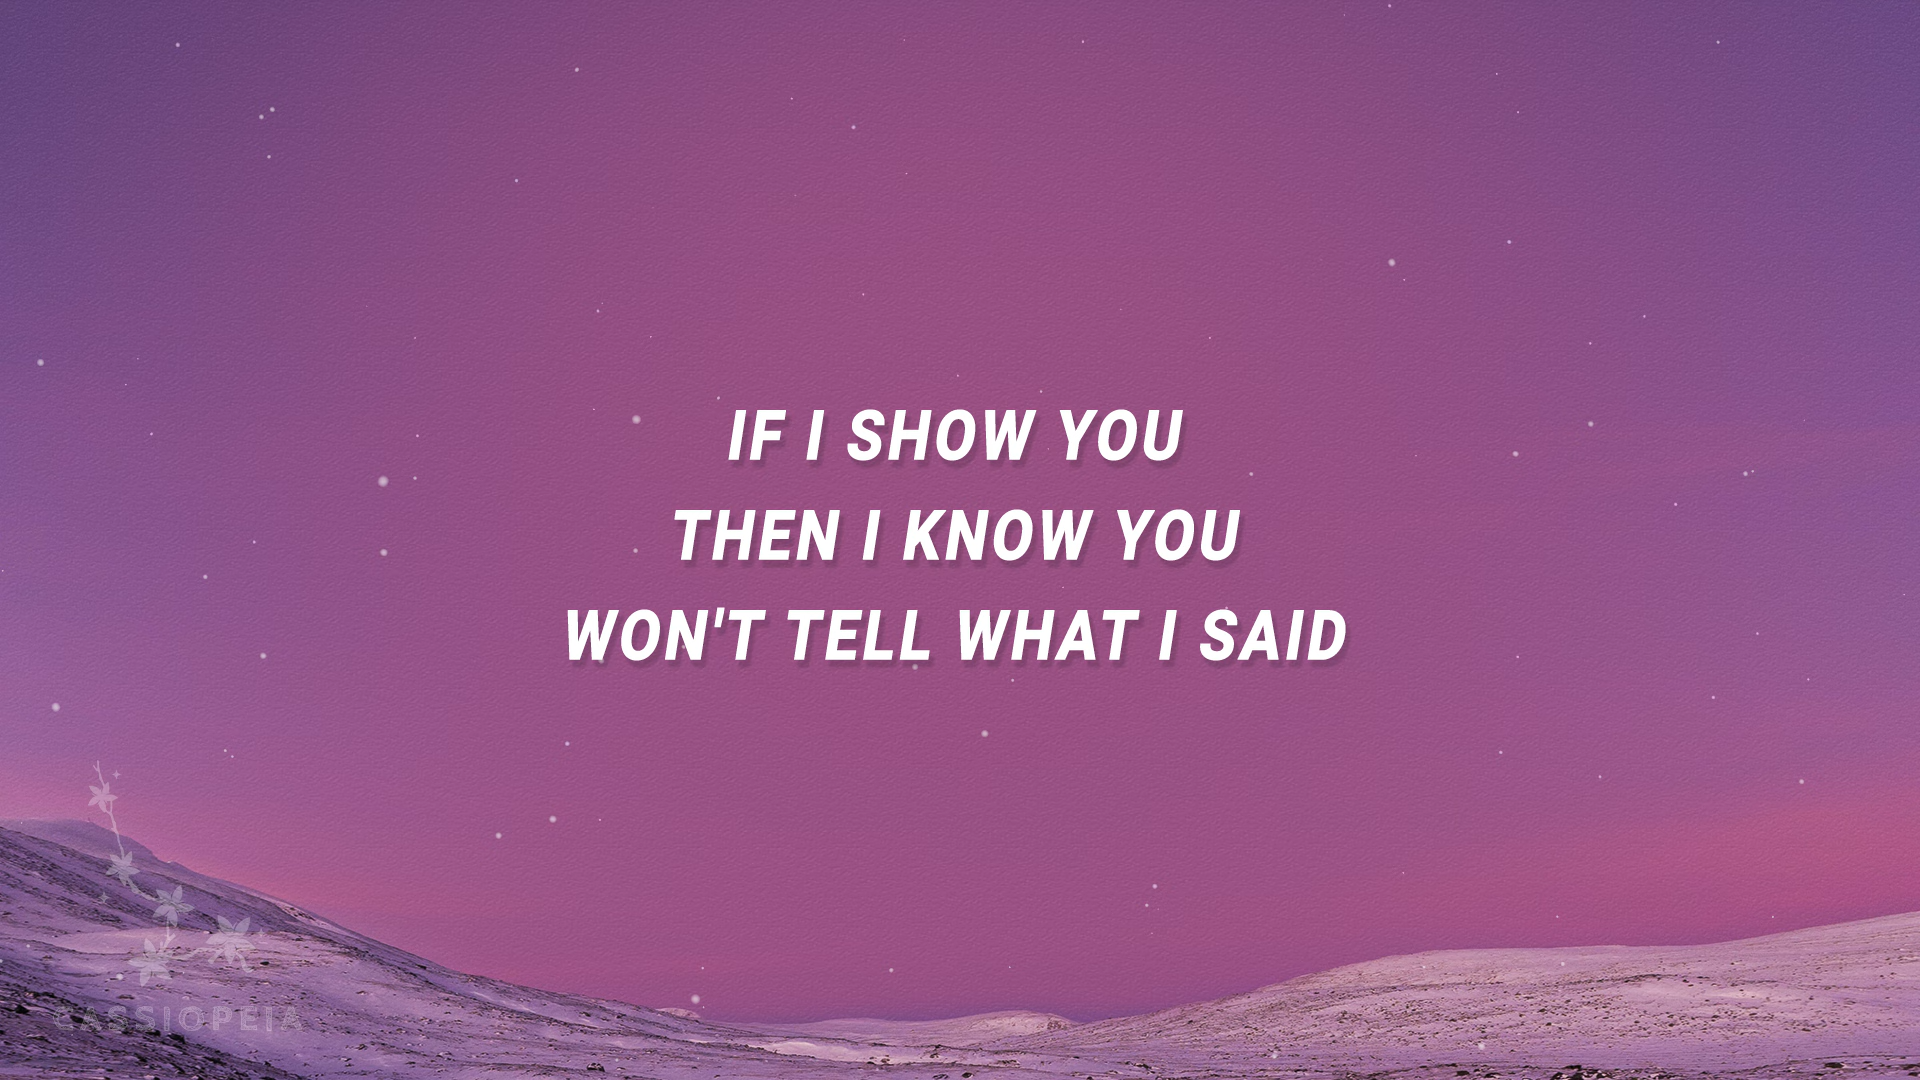 IF I SHOW YOU
THEN I KNOW YOU
WON'T TELL WHAT I SAID
CASSIOPEIA